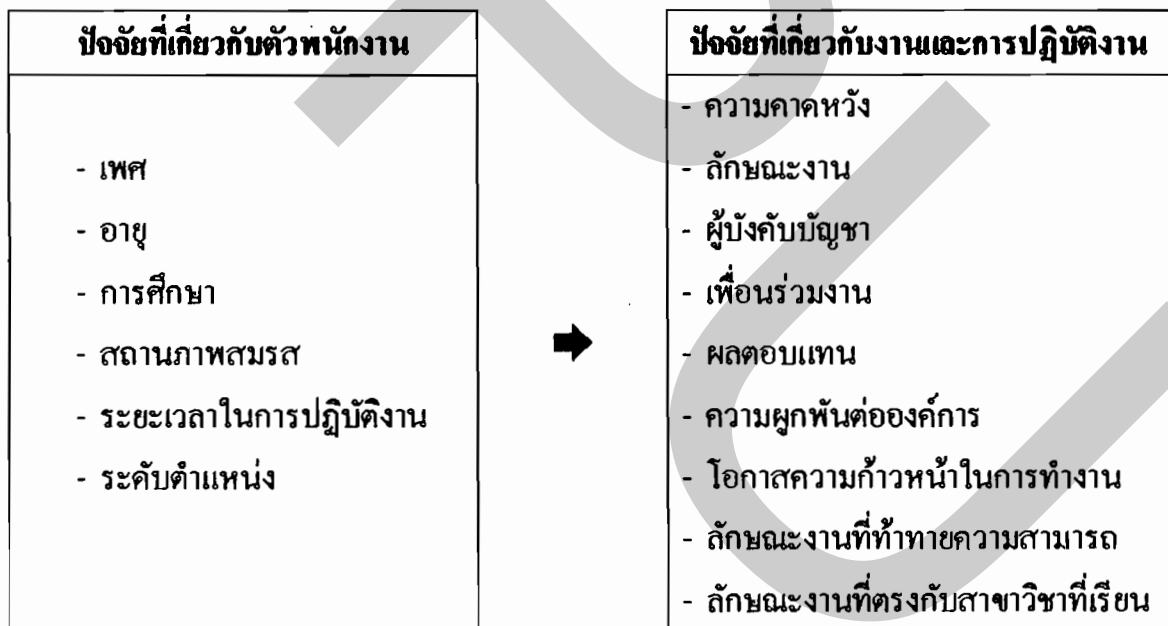 ปัจจัยที่เกี่ยวกับตัวพนักงาน
- เพศ
- อายุ
- การศึกษา
- สถานภาพสมรส
- ระยะเวลาในการปฏิบัติงาน
- ระดับตำแหน่ง
ปัจจัยที่เกี่ยวกับงานและการปฏิบัติงาน
- ความคาดหวัง
- ลักษณะงาน
- ผู้บังคับบัญชา
- เพื่อนร่วมงาน
- ผลตอบแทน
- ความผูกพันต่อองค์การ
- โอกาสความก้าวหน้าในการทำงาน
- ลักษณะงานที่ท้าทายความสามารถ
- ลักษณะงานที่ตรงกับสาขาวิชาที่เรียน